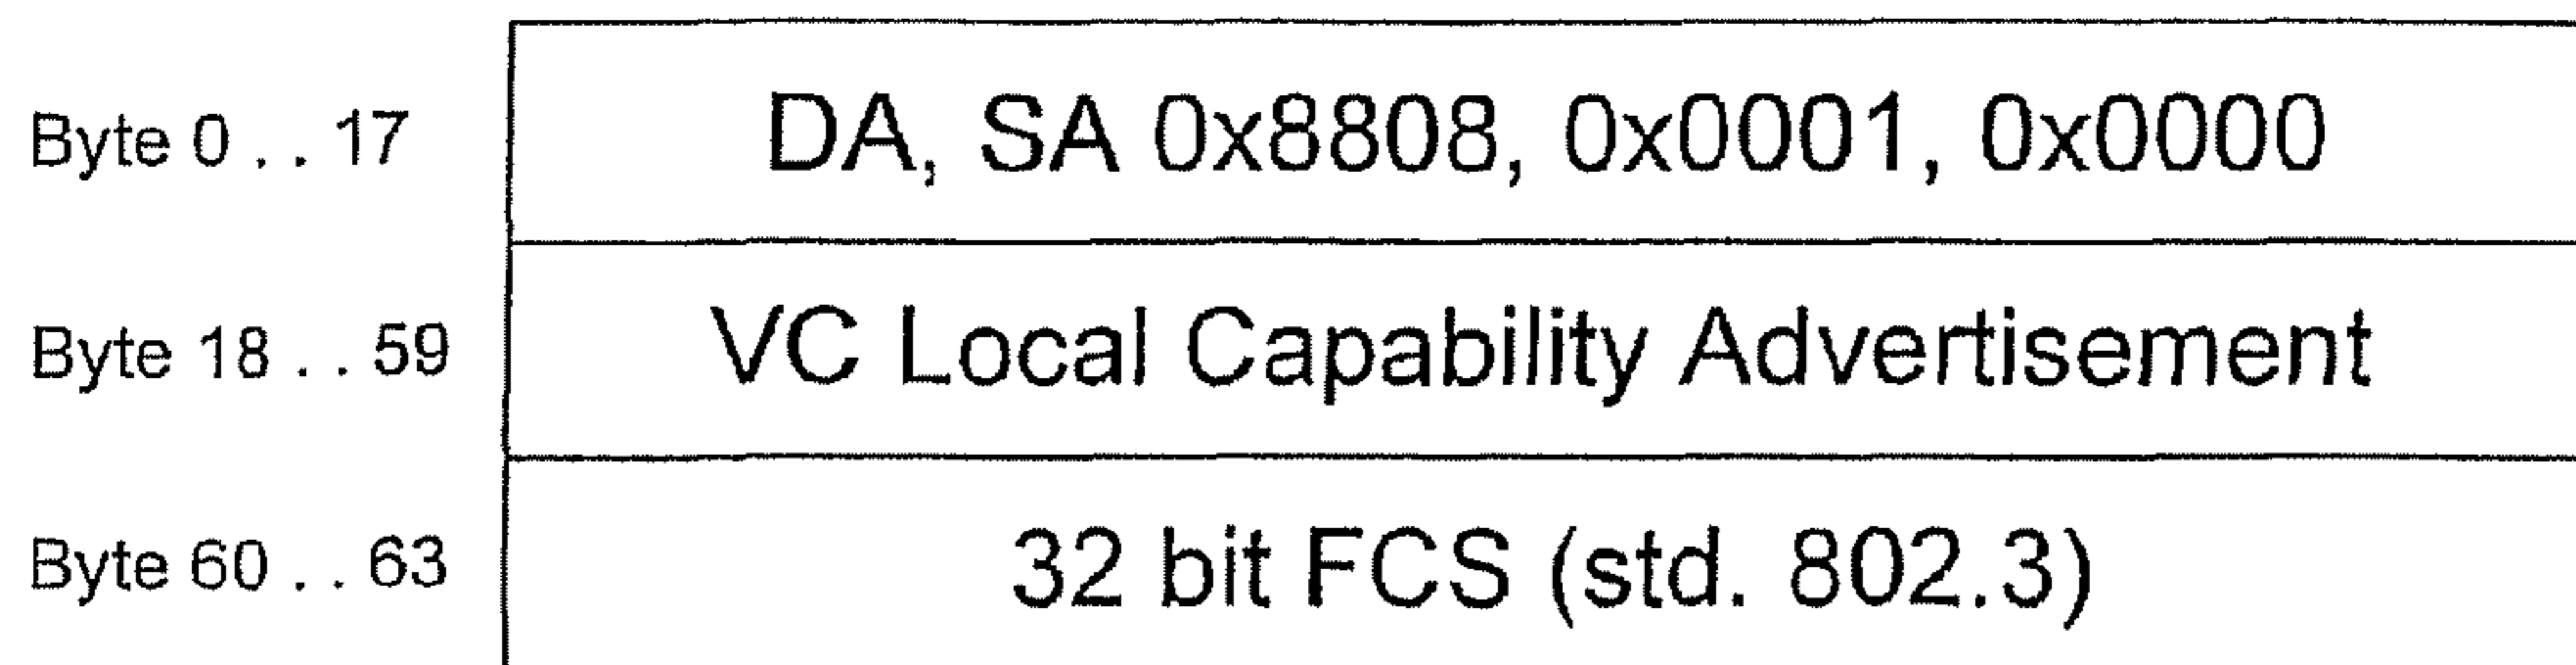 Byte 0 . . 17 DA, SA 0x8808, 0x0001, 0x0000
Byte 18 . . 59 VC Local Capability Advertisement
Byte 60 . . 63 32 bit FCS (std. 802.3)